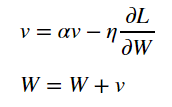 v = αv − η ∂L/∂W
W = W + v